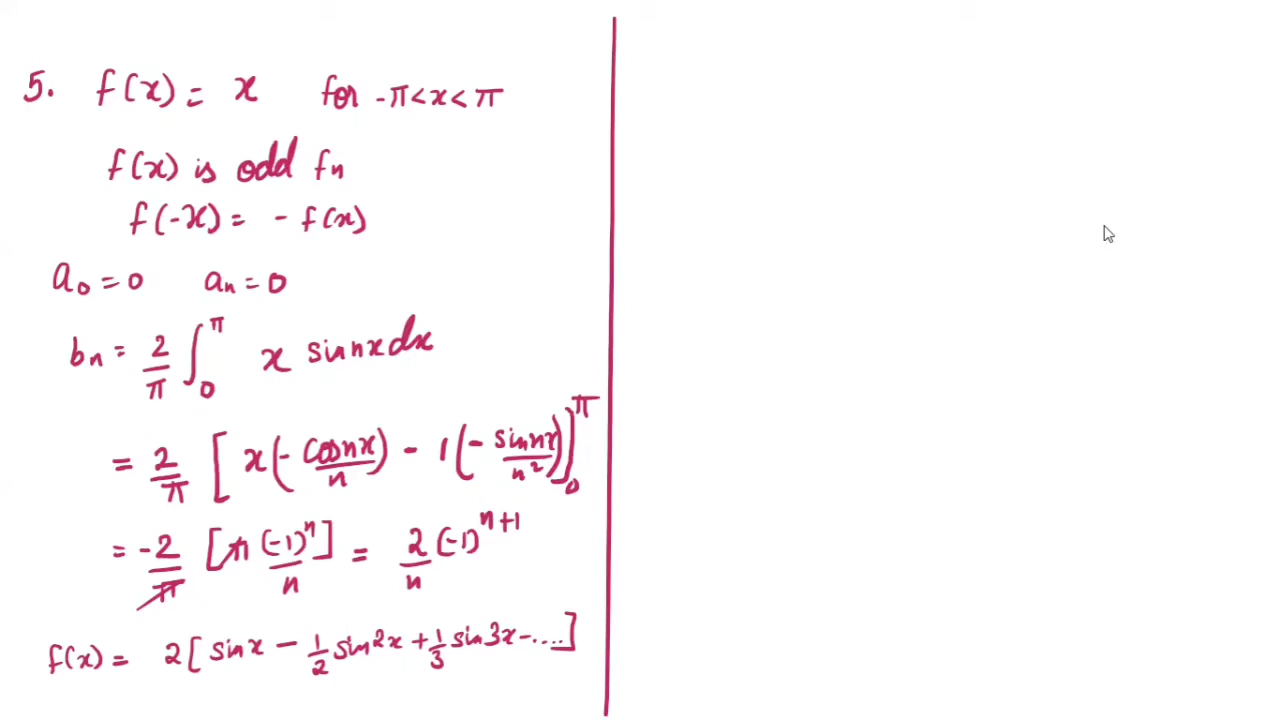 5. f(x) = x for -π<x<π
f(x) is odd fn
f(-x) = - f(x)
a₀ = 0 aₙ = 0
bₙ = 2/π ∫₀^π x sin nx dx
= 2/π [ x(- cos nx/n) - 1(- sin nx/n²) ]₀^π
= -2/π [π (-1)ⁿ/n] = 2/n (-1)ⁿ⁺¹
f(x) = 2[ sin x - 1/2 sin 2x + 1/3 sin 3x - .... ]